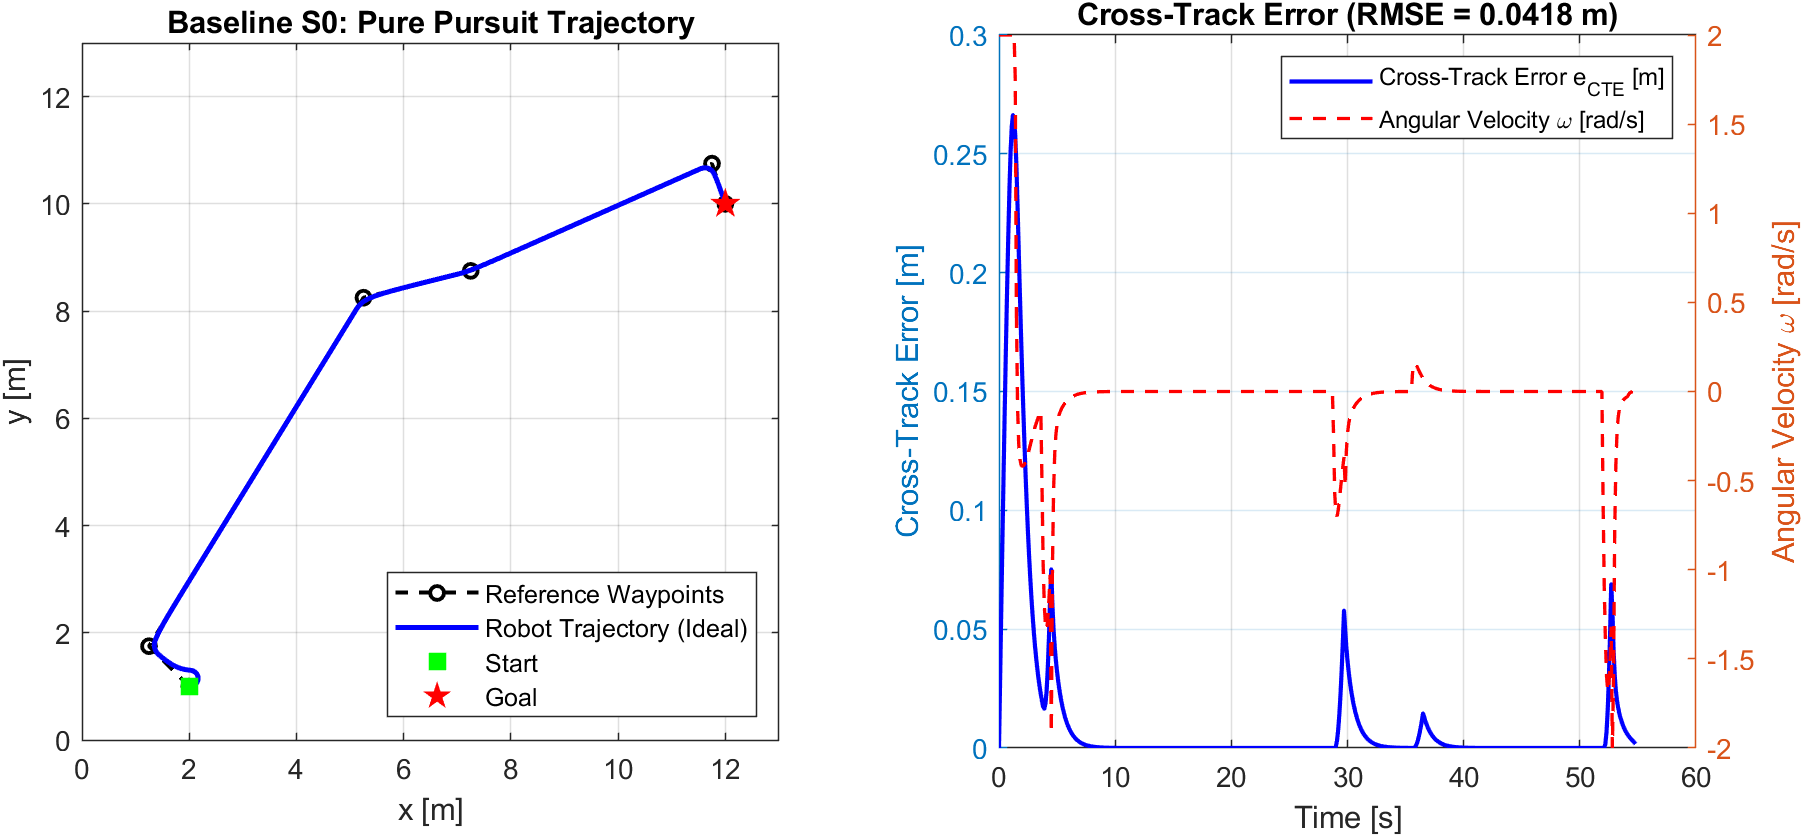 Baseline S0: Pure Pursuit Trajectory
12
10
8
6
4
2
0
0 2 4 6 8 10 12
x [m]
y [m]
Reference Waypoints
Robot Trajectory (Ideal)
Start
Goal
Cross-Track Error (RMSE = 0.0418 m)
0.3
0.25
0.2
0.15
0.1
0.05
0
Cross-Track Error [m]
Cross-Track Error e_CTE [m]
Angular Velocity ω [rad/s]
2
1.5
1
0.5
0
-0.5
-1
-1.5
-2
Angular Velocity ω [rad/s]
0 10 20 30 40 50 60
Time [s]